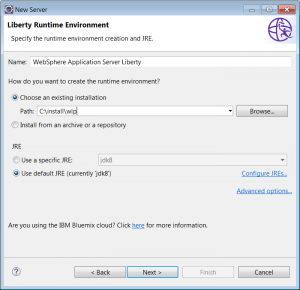 New Server
Liberty Runtime Environment
Specify the runtime environment creation and JRE.
Name: WebSphere Application Server Liberty
How do you want to create the runtime environment?
Choose an existing installation
Path: C:\install\wlp Browse...
Install from an archive or a repository
JRE
Use a specific JRE: jdk8
Use default JRE (currently 'jdk8') Configure JREs...
Advanced options...
Are you using the IBM Bluemix cloud? Click here for more information.
? < Back Next > Finish Cancel